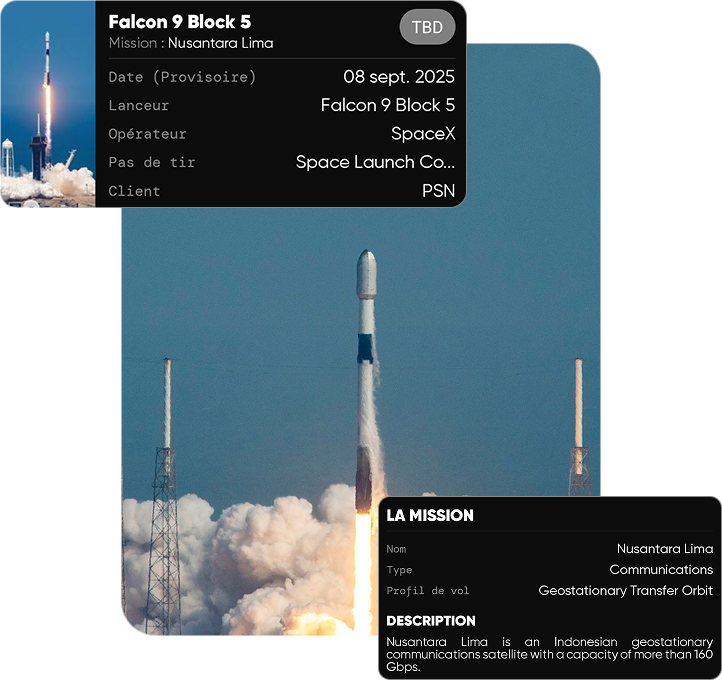 Falcon 9 Block 5
TBD
Mission : Nusantara Lima
Date (Provisoire) 08 sept. 2025
Lanceur Falcon 9 Block 5
Opérateur SpaceX
Pas de tir Space Launch Co...
Client PSN
LA MISSION
Nom Nusantara Lima
Type Communications
Profil de vol Geostationary Transfer Orbit
DESCRIPTION
Nusantara Lima is an Indonesian geostationary
communications satellite with a capacity of more than 160
Gbps.